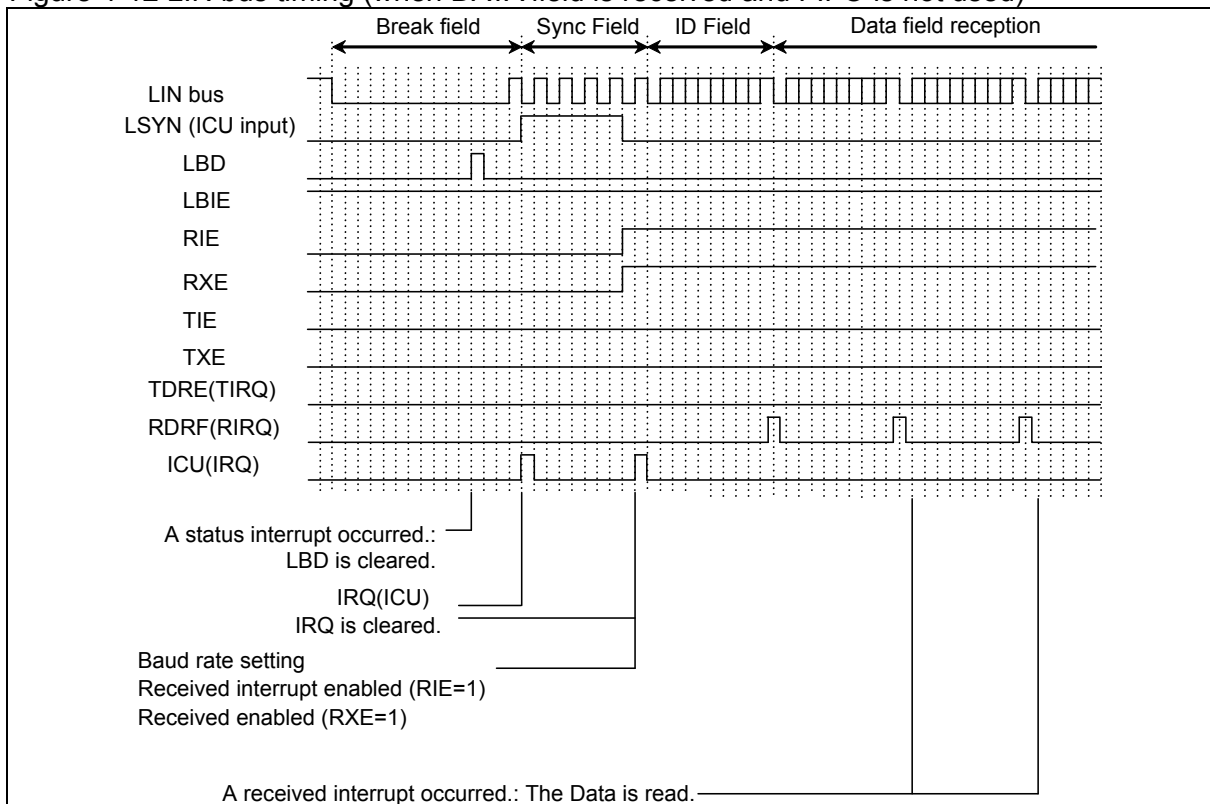 Figure 4-12 LIN bus timing (when
field is received and FIFO is not used)
Break field
Sync Field
ID Field
Data field reception
LIN bus
LSYN (ICU input)
LBD
LBIE
RIE
RXE
TIE
TXE
TDRE(TIRQ)
RDRF(RIRQ)
ICU(IRQ)
A status interrupt occurred.:
LBD is cleared.
IRQ(ICU)
IRQ is cleared.
Baud rate setting
Received interrupt enabled (RIE=1)
Received enabled (RXE=1)
A received interrupt occurred.: The Data is read.